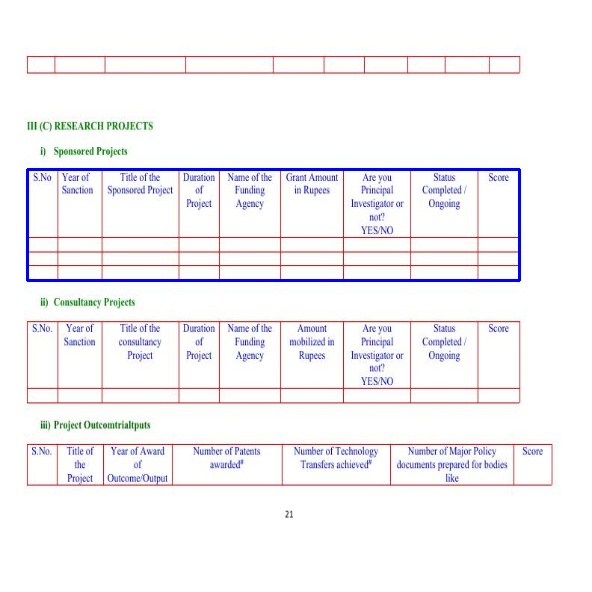 III (C) RESEARCH PROJECTS
i) Sponsored Projects
S.No Year of Title of the Duration Name of the Grant Amount Are you Status Score
Sanction Sponsored Project of Funding in Rupees Principal Completed /
Project Agency Investigator or Ongoing
not?
YES/NO
ii) Consultancy Projects
S.No. Year of Title of the Duration Name of the Amount Are you Status Score
Sanction consultancy of Funding mobilized in Principal Completed /
Project Project Agency Rupees Investigator or Ongoing
not?
YES/NO
iii) Project Outcomtrialtputs
S.No. Title of Year of Award Number of Patents Number of Technology Number of Major Policy Score
the of awarded# Transfers achieved# documents prepared for bodies
Project Outcome/Output like
21